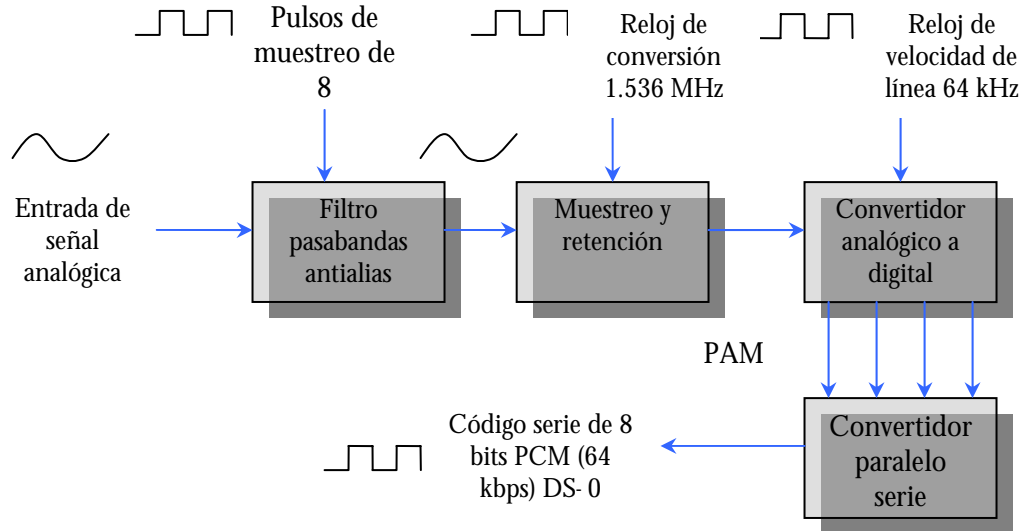 Pulsos de
muestreo de
8
Reloj de
conversión
1.536 MHz
Reloj de
velocidad de
línea 64 kHz
Entrada de
señal
analógica
Filtro
pasabandas
antialias
Muestreo y
retención
Convertidor
analógico a
digital
PAM
Código serie de 8
bits PCM (64
kbps) DS- 0
Convertidor
paralelo
serie